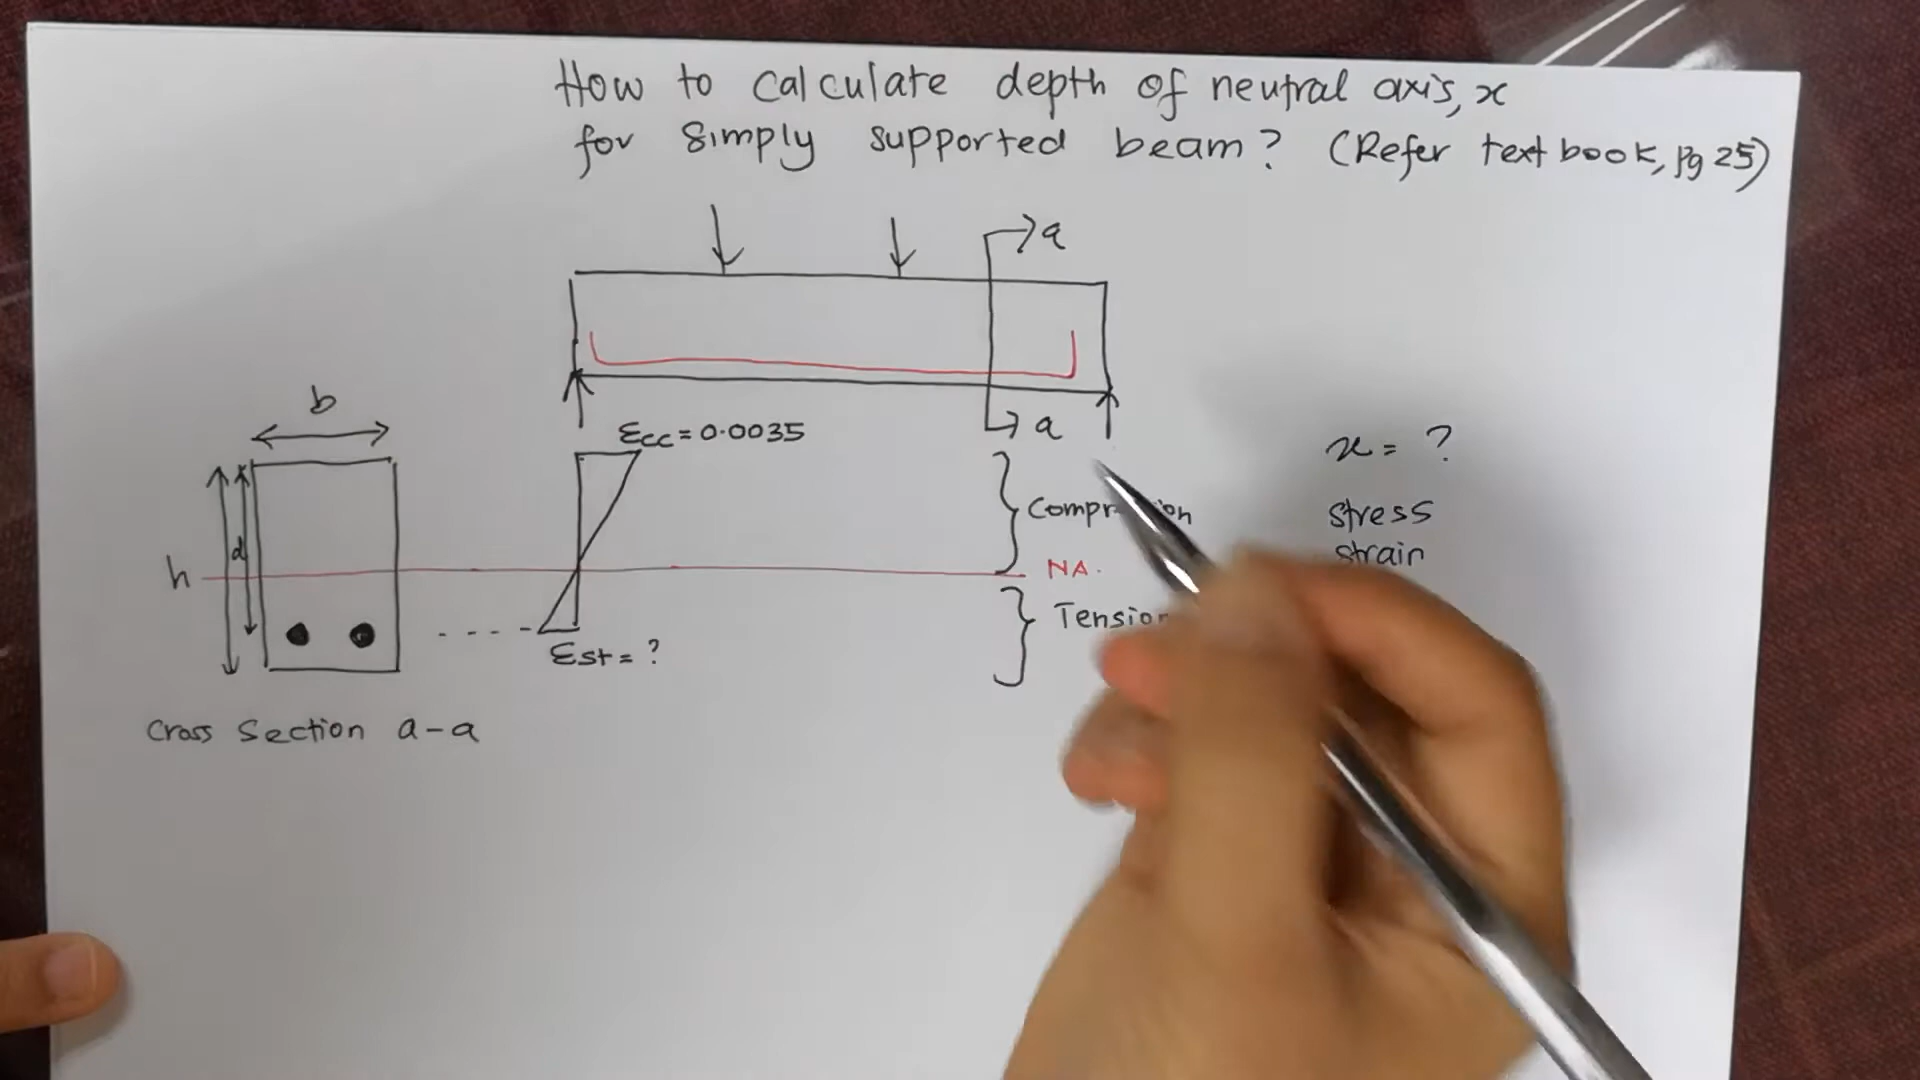 How to calculate depth of neutral axis, x
for simply supported beam? (Refer text book, pg 25)
a
a
b
h
d
εcc = 0.0035
εst = ?
NA.
x = ?
stress
strain
Cross Section a-a